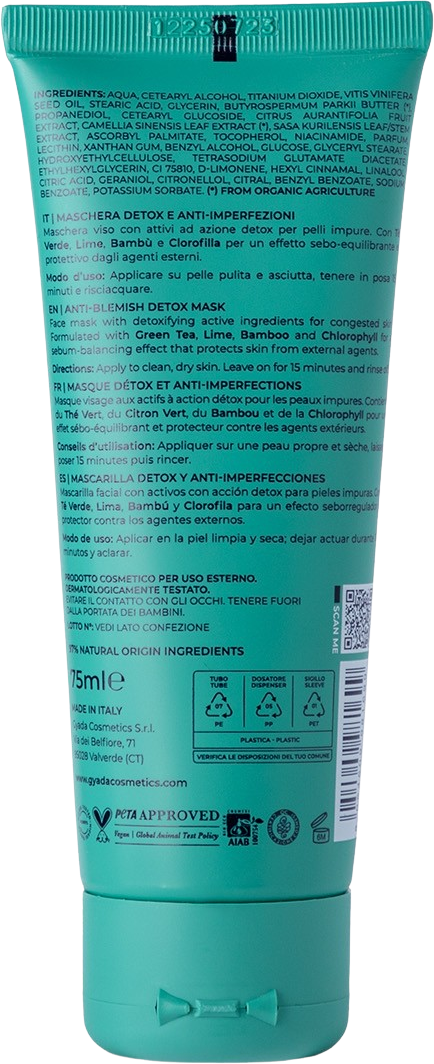 12250723
INGREDIENTS: AQUA, CETEARYL ALCOHOL, TITANIUM DIOXIDE, VITIS VINIFERA
SEED OIL, STEARIC ACID, GLYCERIN, BUTYROSPERMUM PARKII BUTTER (*),
PROPANEDIOL, CETEARYL GLUCOSIDE, CITRUS AURANTIFOLIA FRUIT
EXTRACT, CAMELLIA SINENSIS LEAF EXTRACT (*), SASA KURILENSIS LEAF/STEM
EXTRACT, ASCORBYL PALMITATE, TOCOPHEROL, NIACINAMIDE, PARFUM,
LECITHIN, XANTHAN GUM, BENZYL ALCOHOL, GLUCOSE, GLYCERYL STEARATE,
HYDROXYETHYLCELLULOSE, TETRASODIUM GLUTAMATE DIACETATE,
ETHYLHEXYLGLYCERIN, CI 75810, D-LIMONENE, HEXYL CINNAMAL, LINALOOL,
CITRIC ACID, GERANIOL, CITRONELLOL, CITRAL, BENZYL BENZOATE, SODIUM
BENZOATE, POTASSIUM SORBATE. (*) FROM ORGANIC AGRICULTURE
IT | MASCHERA DETOX E ANTI-IMPERFEZIONI
Maschera viso con attivi ad azione detox per pelli impure. Con Tè
Verde, Lime, Bambù e Clorofilla per un effetto sebo-equilibrante e
protettivo dagli agenti esterni.
Modo d'uso: Applicare su pelle pulita e asciutta, tenere in posa
minuti e risciacquare.
EN | ANTI-BLEMISH DETOX MASK
Face mask with detoxifying active ingredients for congested skin.
Formulated with Green Tea, Lime, Bamboo and Chlorophyll for
sebum-balancing effect that protects skin from external agents.
Directions: Apply to clean, dry skin. Leave on for 15 minutes and rinse
FR | MASQUE DÉTOX ET ANTI-IMPERFECTIONS
Masque visage aux actifs à action détox pour les peaux impures.
du Thé Vert, du Citron Vert, du Bambou et de la Chlorophyll pour
effet sébo-équilibrant et protecteur contre les agents extérieurs.
Conseils d'utilisation: Appliquer sur une peau propre et sèche,
poser 15 minutes puis rincer.
ES | MASCARILLA DETOX Y ANTI-IMPERFECCIONES
Mascarilla facial con activos con acción detox para pieles impuras.
Té Verde, Lima, Bambú y Clorofila para un efecto seborregulador
protector contra los agentes externos.
Modo de uso: Aplicar en la piel limpia y seca; dejar actuar durante
minutos y aclarar.
PRODOTTO COSMETICO PER USO ESTERNO.
DERMATOLOGICAMENTE TESTATO.
EVITARE IL CONTATTO CON GLI OCCHI. TENERE FUORI
DALLA PORTATA DEI BAMBINI.
LOTTO N°: VEDI LATO CONFEZIONE
97% NATURAL ORIGIN INGREDIENTS
SCAN ME
75ml e
MADE IN ITALY
Gyada Cosmetics S.r.l.
Via dei Belfiore, 71
95028 Valverde (CT)
www.gyadacosmetics.com
TUBO DOSATORE SIGILLO
TUBE DISPENSER SLEEVE
07 05 01
PE PP PET
PLASTICA - PLASTIC
VERIFICA LE DISPOSIZIONI DEL TUO COMUNE
PeTA APPROVED
Vegan | Global Animal Test Policy
AIAB
6M